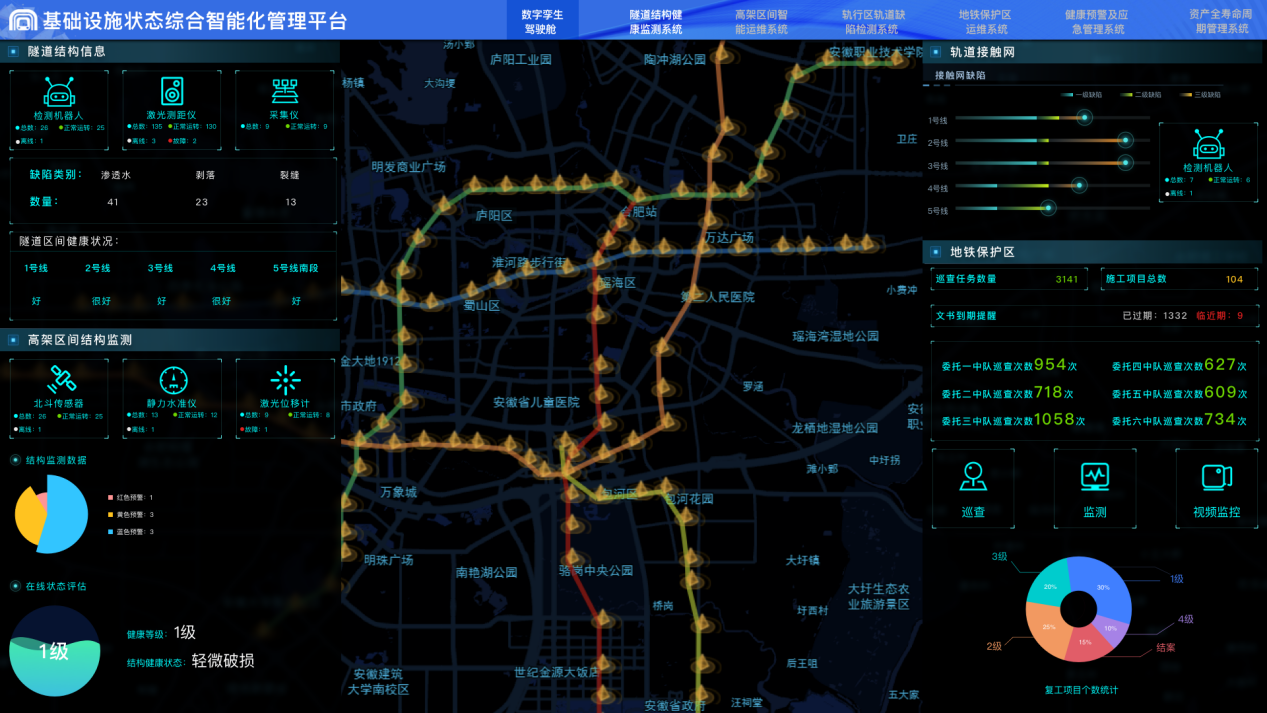 基础设施状态综合智能化管理平台
数字孪生
驾驶舱
隧道结构健
康监测系统
高架区间智
能运维系统
轨行区轨道缺
陷检测系统
地铁保护区
运维系统
健康预警及应
急管理系统
资产全寿命周
期管理系统
隧道结构信息
检测机器人
总数：26 正常运转：25
离线：1
激光测距仪
总数：135 正常运转：130
离线：3 故障：2
采集仪
总数：9 正常运转：9
缺陷类别： 渗透水 剥落 裂缝
数量： 41 23 13
隧道区间健康状况：
1号线 2号线 3号线 4号线 5号线南段
好 很好 好 很好 好
高架区间结构监测
北斗传感器
总数：26 正常运转：25
离线：1
静力水准仪
总数：13 正常运转：12
离线：1
激光位移计
总数：9 正常运转：8
故障：1
结构监测数据
红色预警：1
黄色预警：3
蓝色预警：3
在线状态评估
1级
健康等级：1级
结构健康状态：轻微破损
汤小郢
庐阳工业园
陶冲湖公园
安徽职业技术学院
杨镇
大沟埂
卫庄
明发商业广场
庐阳区
合肥站
万达广场
淮河路步行街
瑶海区
蜀山区
第二人民医院
小赛冲
瑶海湾湿地公园
金大地1912
罗涵
市政府
安徽省儿童医院
龙栖地湿地公园
中圩拐
滩小郢
万象城
包河区
包河花园
明珠广场
南艳湖公园
骆岗中央公园
大圩镇
大圩生态农
业旅游景区
桥岗
圩西村
后王咀
安徽建筑
大学南校区
世纪金源大饭店
安徽省政府
汪祠堂
五大家
轨道接触网
接触网缺陷
一级缺陷 二级缺陷 三级缺陷
1号线
2号线
3号线
4号线
5号线
检测机器人
总数：7 正常运转：6
离线：1
地铁保护区
巡查任务数量 3141
施工项目总数 104
文书到期提醒 已过期：1332 临近期：9
委托一中队巡查次数954次 委托四中队巡查次数627次
委托二中队巡查次数718次 委托五中队巡查次数609次
委托三中队巡查次数1058次 委托六中队巡查次数734次
巡查
监测
视频监控
3级
20%
30%
1级
4级
10%
25%
15%
2级
结案
复工项目个数统计